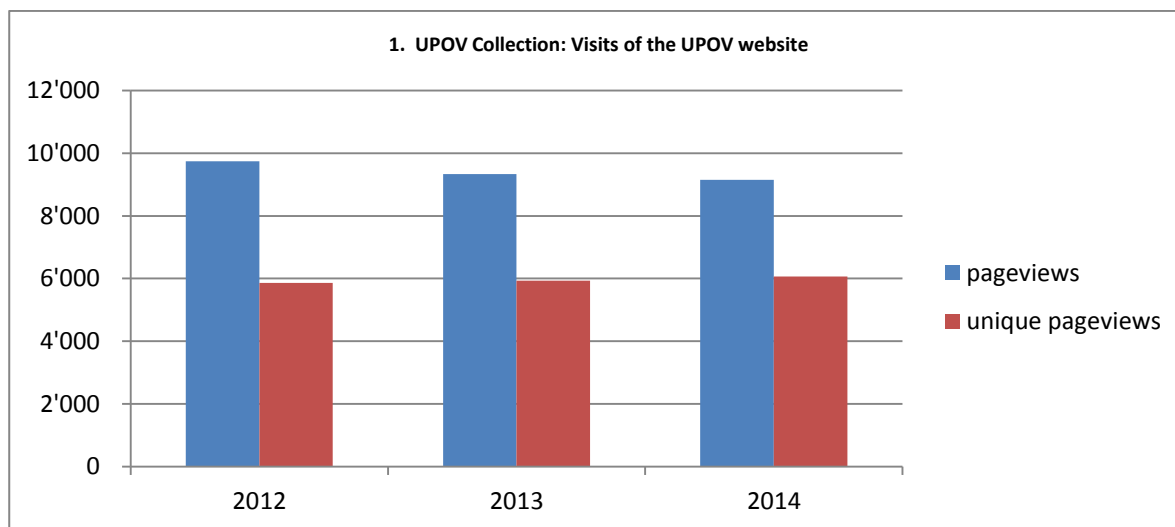 1. UPOV Collection: Visits of the UPOV website
12'000
10'000
8'000
6'000
4'000
2'000
0
2012 2013 2014
pageviews
unique pageviews